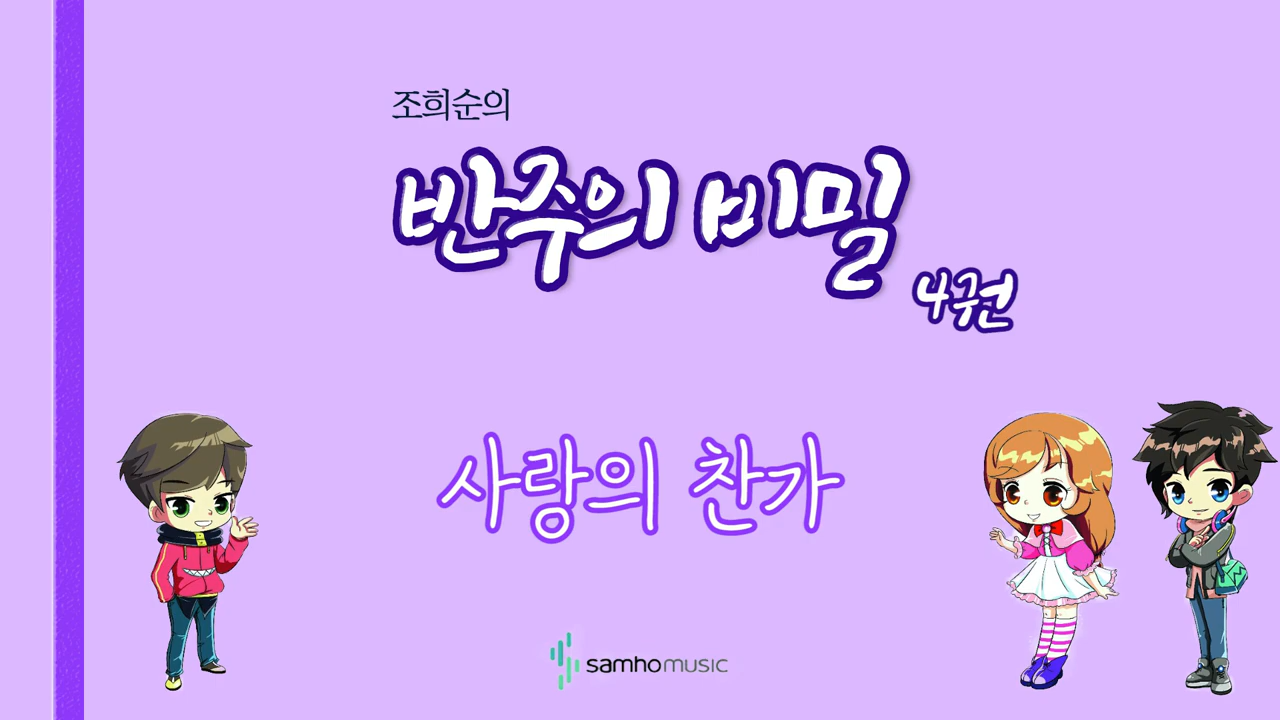 조희순의
반주의 비밀
4권
사랑의 찬가
samhomusic